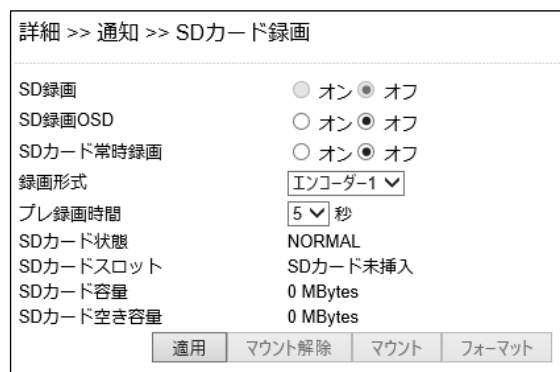 詳細 >> 通知 >> SDカード録画
SD録画 オン オフ
SD録画OSD オン オフ
SDカード常時録画 オン オフ
録画形式 エンコーダー1
プレ録画時間 5 秒
SDカード状態 NORMAL
SDカードスロット SDカード未挿入
SDカード容量 0 MBytes
SDカード空き容量 0 MBytes
適用 マウント解除 マウント フォーマット